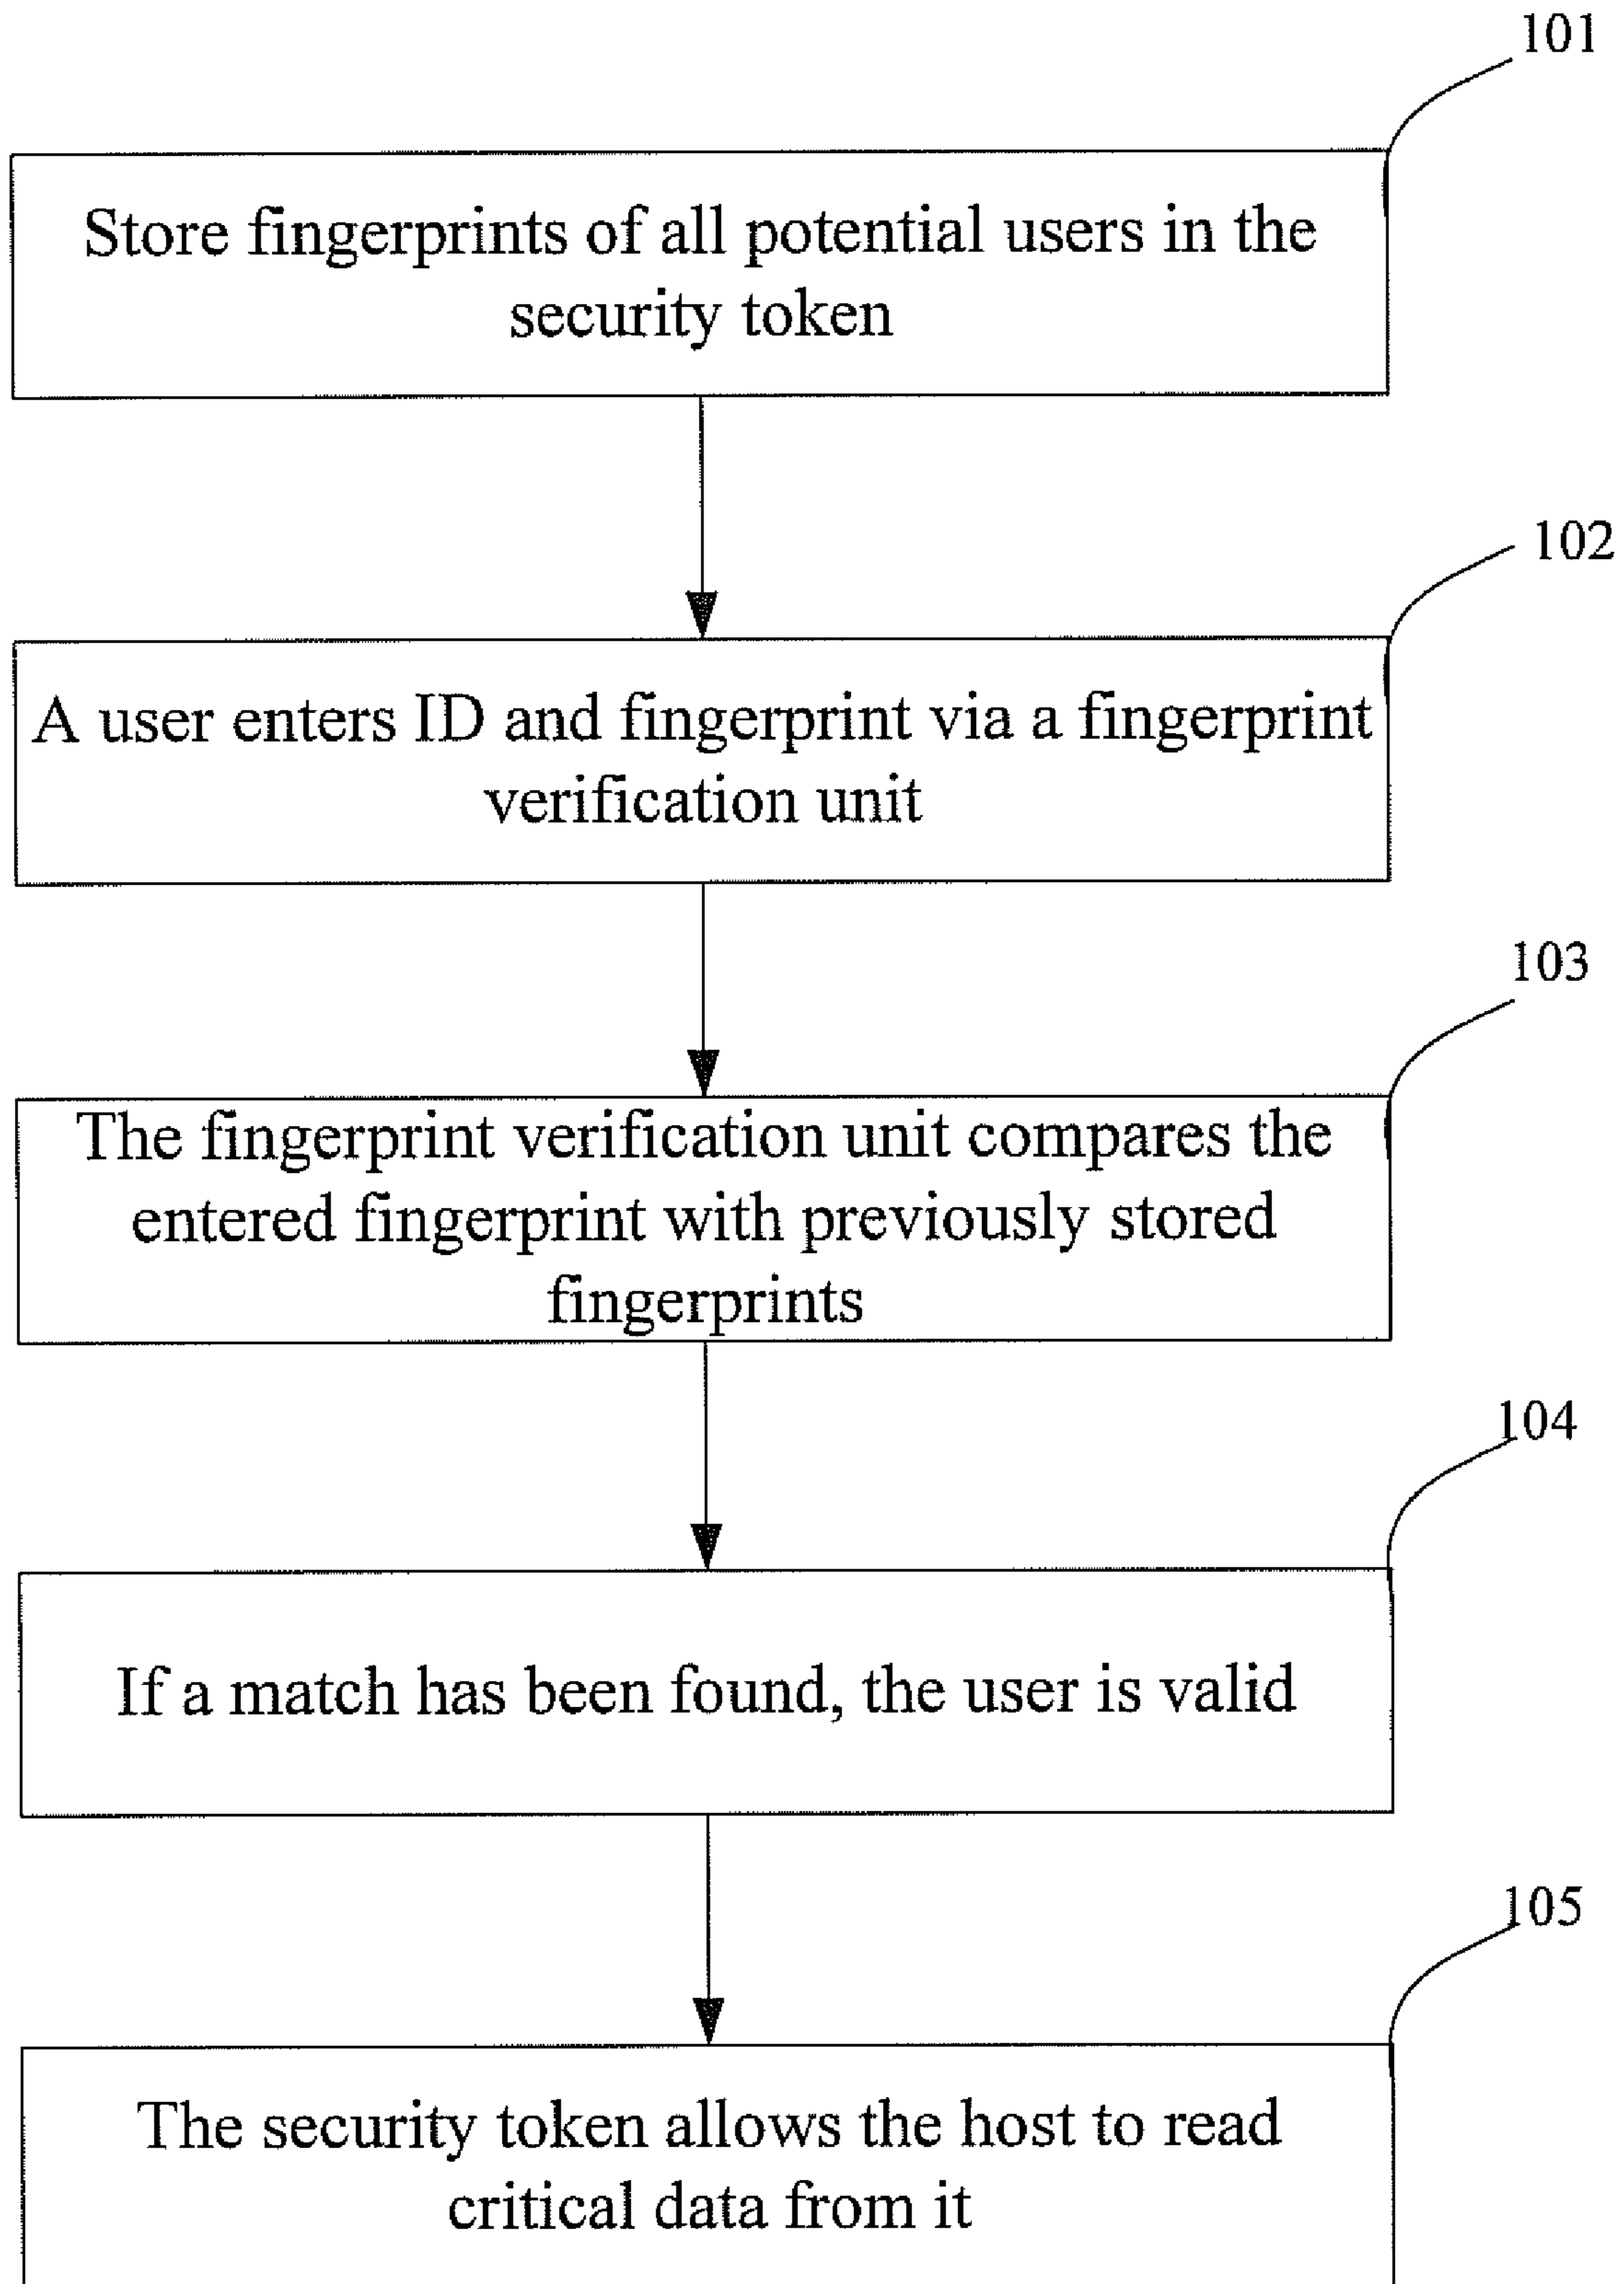 101
Store fingerprints of all potential users in the
security token
102
A user enters ID and fingerprint via a fingerprint
verification unit
103
The fingerprint verification unit compares the
entered fingerprint with previously stored
fingerprints
104
If a match has been found, the user is valid
105
The security token allows the host to read
critical data from it